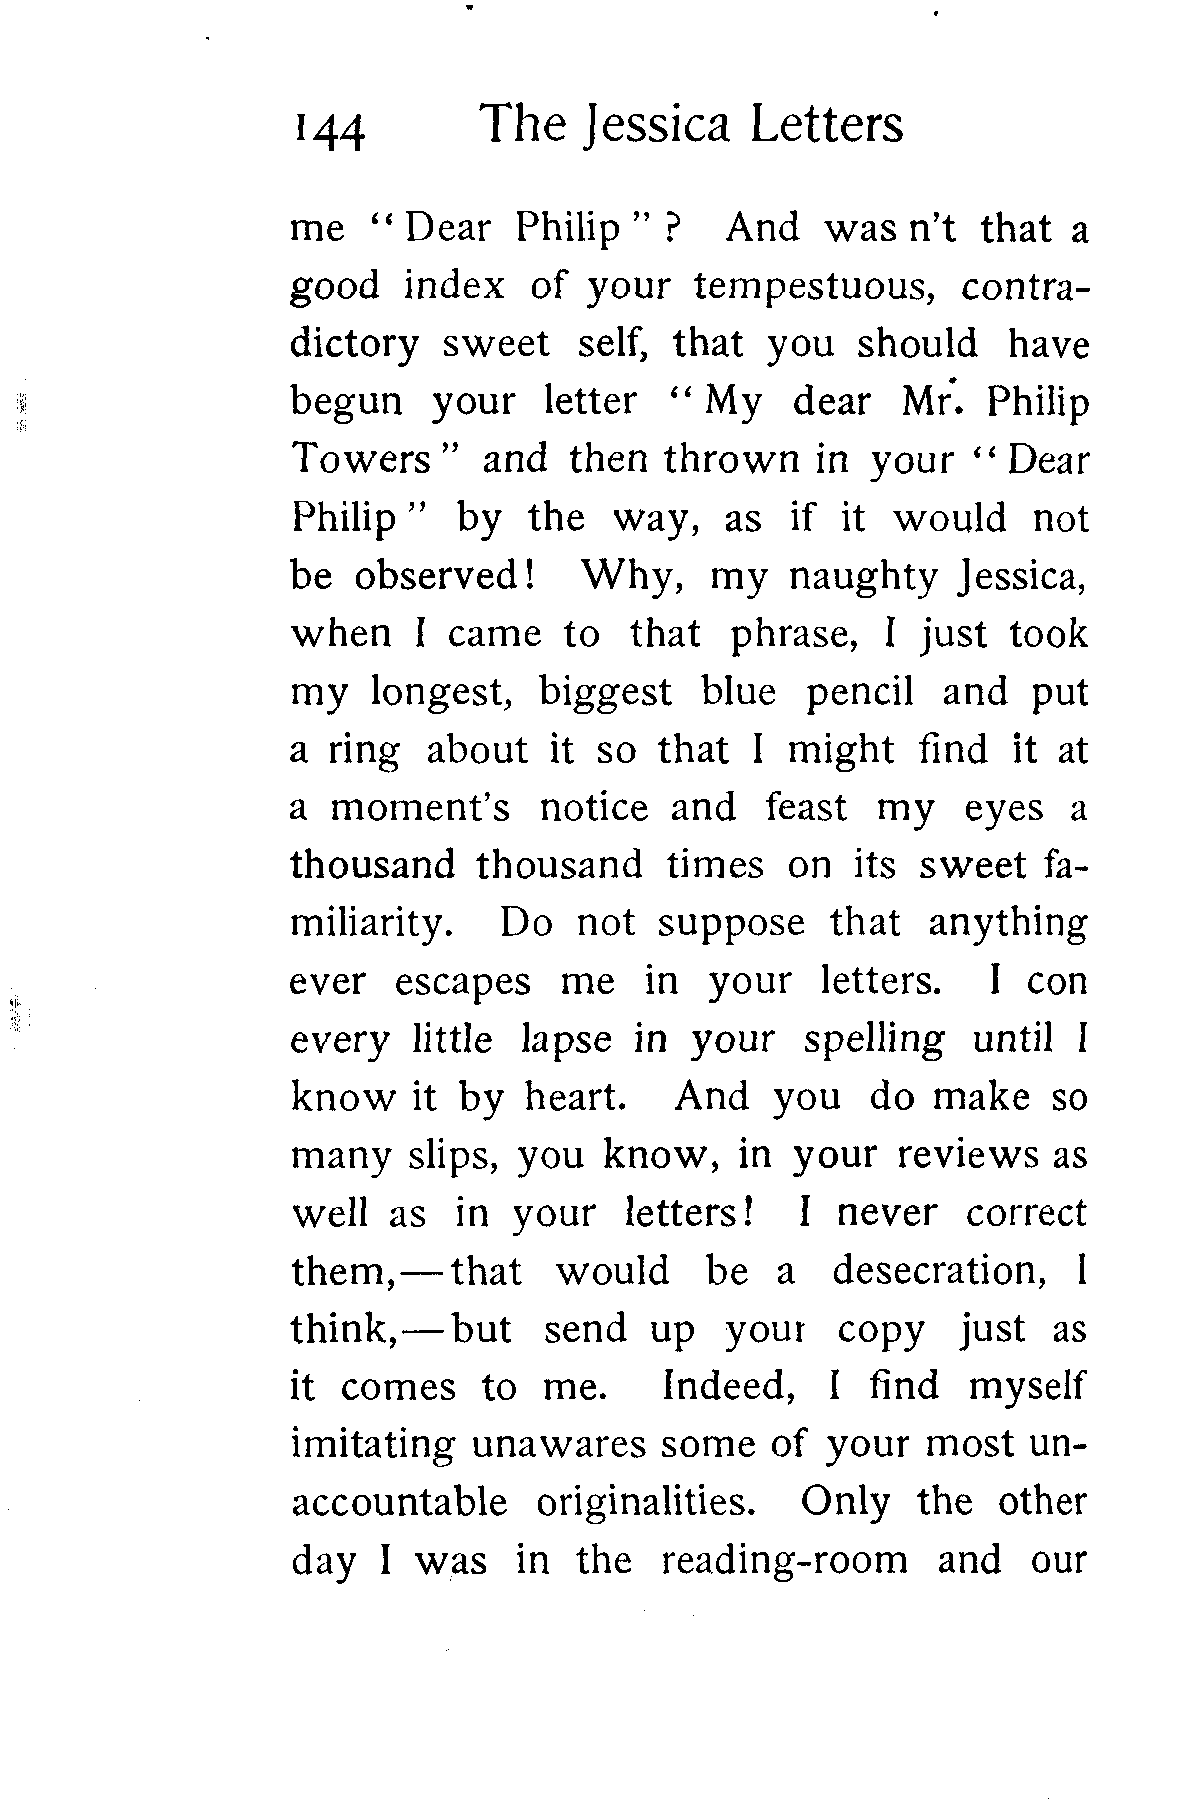 144 The Jessica Letters
me “ Dear Philip ” ? And was n't that a
good index of your tempestuous, contra-
dictory sweet self, that you should have
begun your letter “ My dear Mr. Philip
Towers ” and then thrown in your “ Dear
Philip ” by the way, as if it would not
be observed! Why, my naughty Jessica,
when I came to that phrase, I just took
my longest, biggest blue pencil and put
a ring about it so that I might find it at
a moment's notice and feast my eyes a
thousand thousand times on its sweet fa-
miliarity. Do not suppose that anything
ever escapes me in your letters. I con
every little lapse in your spelling until I
know it by heart. And you do make so
many slips, you know, in your reviews as
well as in your letters! I never correct
them,—that would be a desecration, I
think,—but send up your copy just as
it comes to me. Indeed, I find myself
imitating unawares some of your most un-
accountable originalities. Only the other
day I was in the reading-room and our